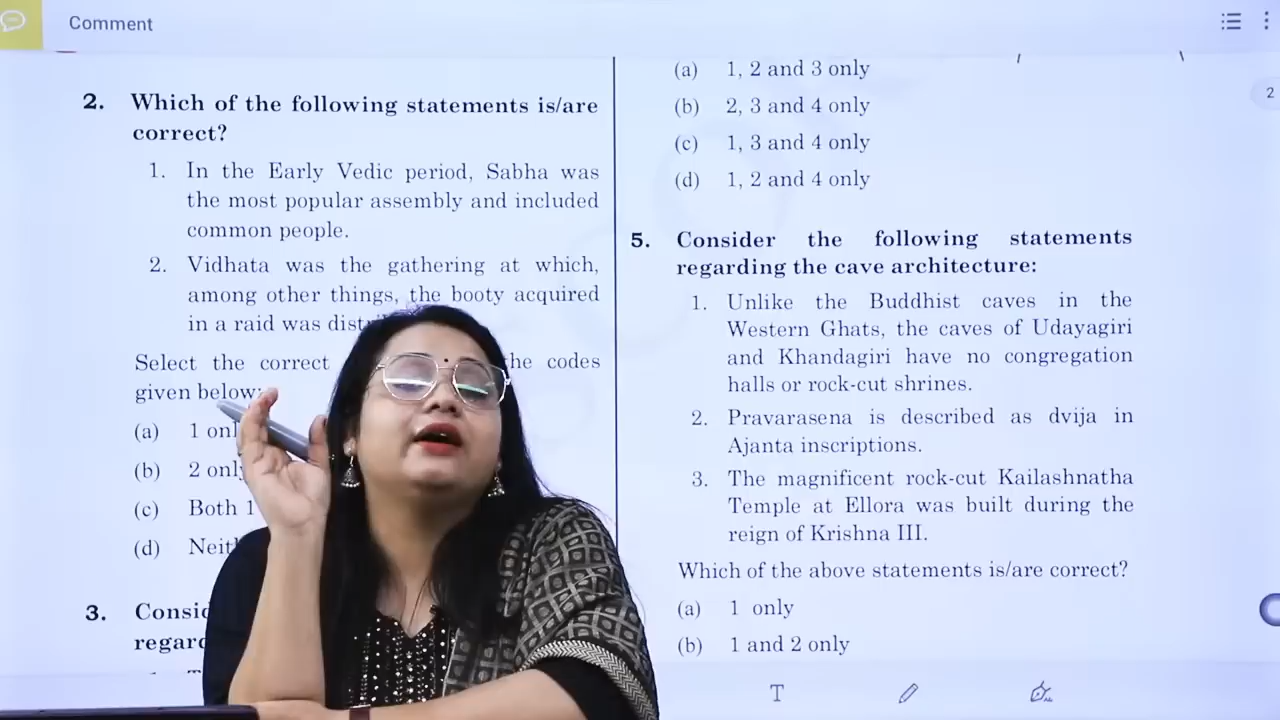 Comment
2
2. Which of the following statements is/are
correct?
1. In the Early Vedic period, Sabha was
the most popular assembly and included
common people.
2. Vidhata was the gathering at which,
among other things, the booty acquired
in a raid was
Select the correct he codes
given below:
(a) 1
(b) 2 only
(c) Both 1
(d)
3.
(a) 1, 2 and 3 only
(b) 2, 3 and 4 only
(c) 1, 3 and 4 only
(d) 1, 2 and 4 only
5. Consider the following statements
regarding the cave architecture:
1. Unlike the Buddhist caves in the
Western Ghats, the caves of Udayagiri
and Khandagiri have no congregation
halls or rock-cut shrines.
2. Pravarasena is described as dvija in
Ajanta inscriptions.
3. The magnificent rock-cut Kailashnatha
Temple at Ellora was built during the
reign of Krishna III.
Which of the above statements is/are correct?
(a) 1 only
(b) 1 and 2 only
T